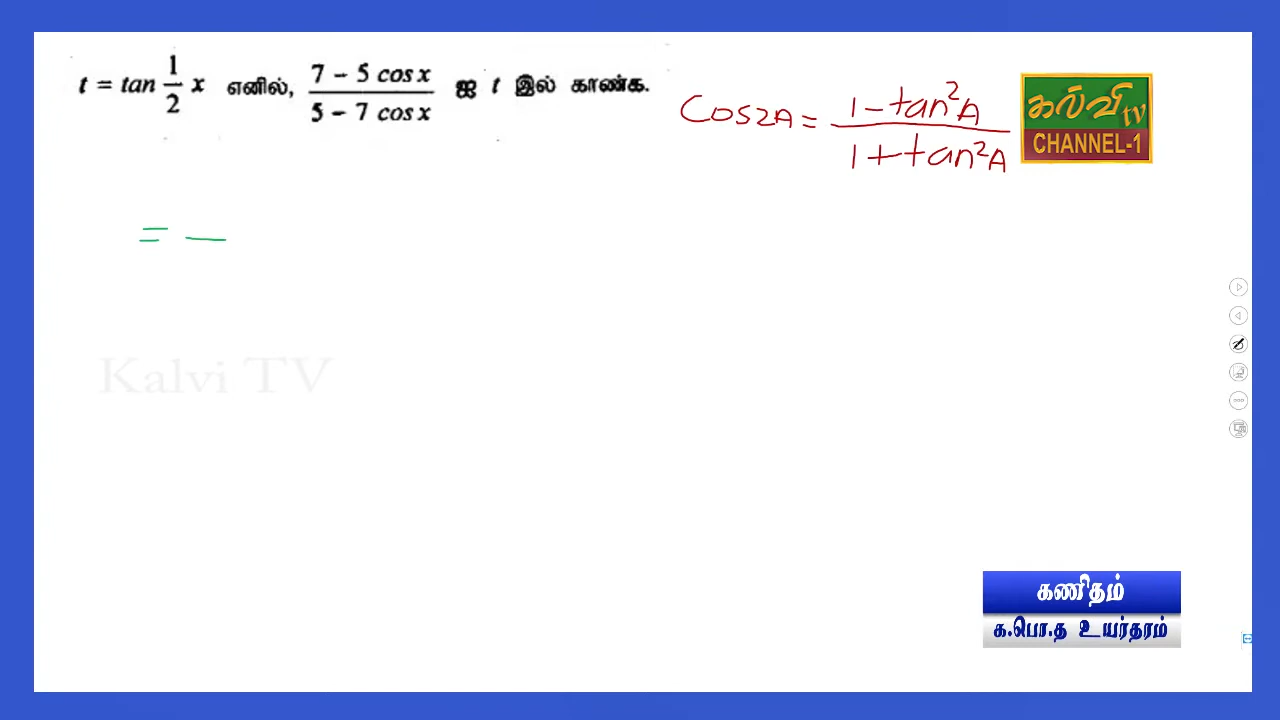 t = tan 1/2 x எனில், (7 − 5 cos x)/(5 − 7 cos x) ஐ t இல் காண்க.
Cos2A = (1 − tan²A)/(1 + tan²A)
கல்வி tv
CHANNEL-1
= —
Kalvi TV
கணிதம்
க.பொ.த உயர்தரம்